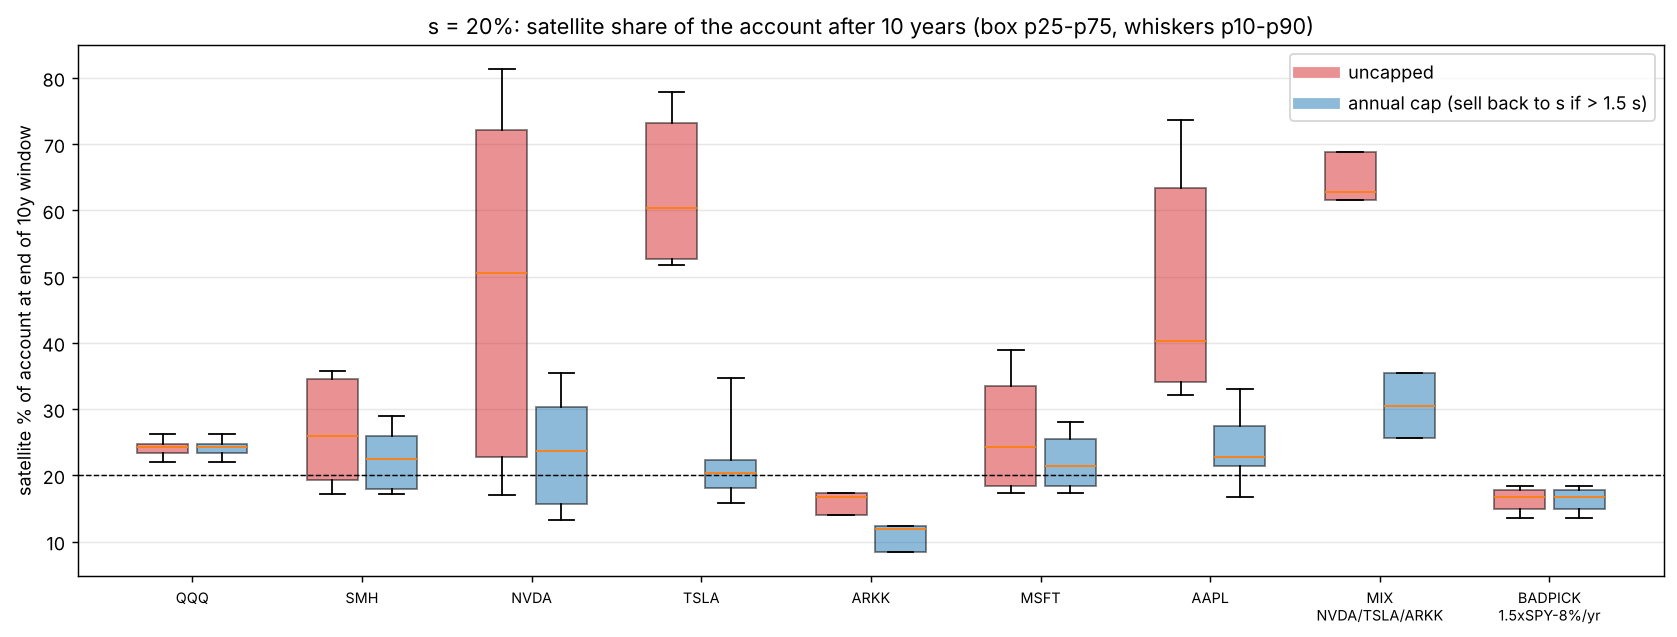 s = 20%: satellite share of the account after 10 years (box p25-p75, whiskers p10-p90)
uncapped
annual cap (sell back to s if > 1.5 s)
satellite % of account at end of 10y window
80
70
60
50
40
30
20
10
QQQ
SMH
NVDA
TSLA
ARKK
MSFT
AAPL
MIX
NVDA/TSLA/ARKK
BADPICK
1.5xSPY-8%/yr